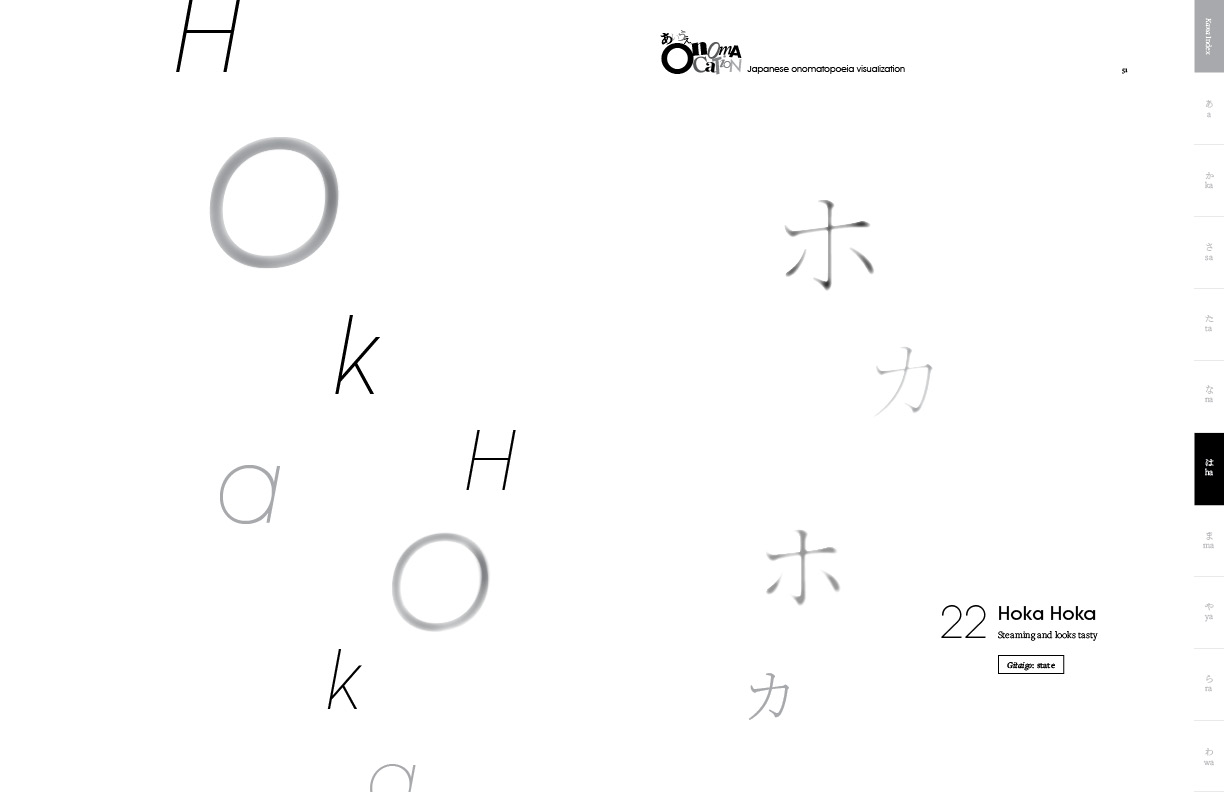 H
O
k
a
H
O
k
a
あいうえ
OnomA
CaTiON
Japanese onomatopoeia visualization
51
ホ
カ
ホ
カ
22
Hoka Hoka
Steaming and looks tasty
Gitaigo: state
Kana Index
あ
a
か
ka
さ
sa
た
ta
な
na
は
ha
ま
ma
や
ya
ら
ra
わ
wa